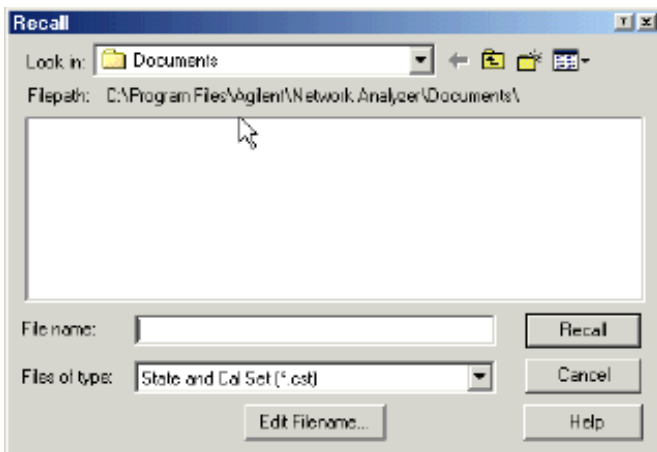 Recall
Look in: Documents
Filepath: C:\Program Files\Agilent\Network Analyzer\Documents\
File name:
Recall
Files of type: State and Cal Set (*.cst)
Cancel
Edit Filename...
Help